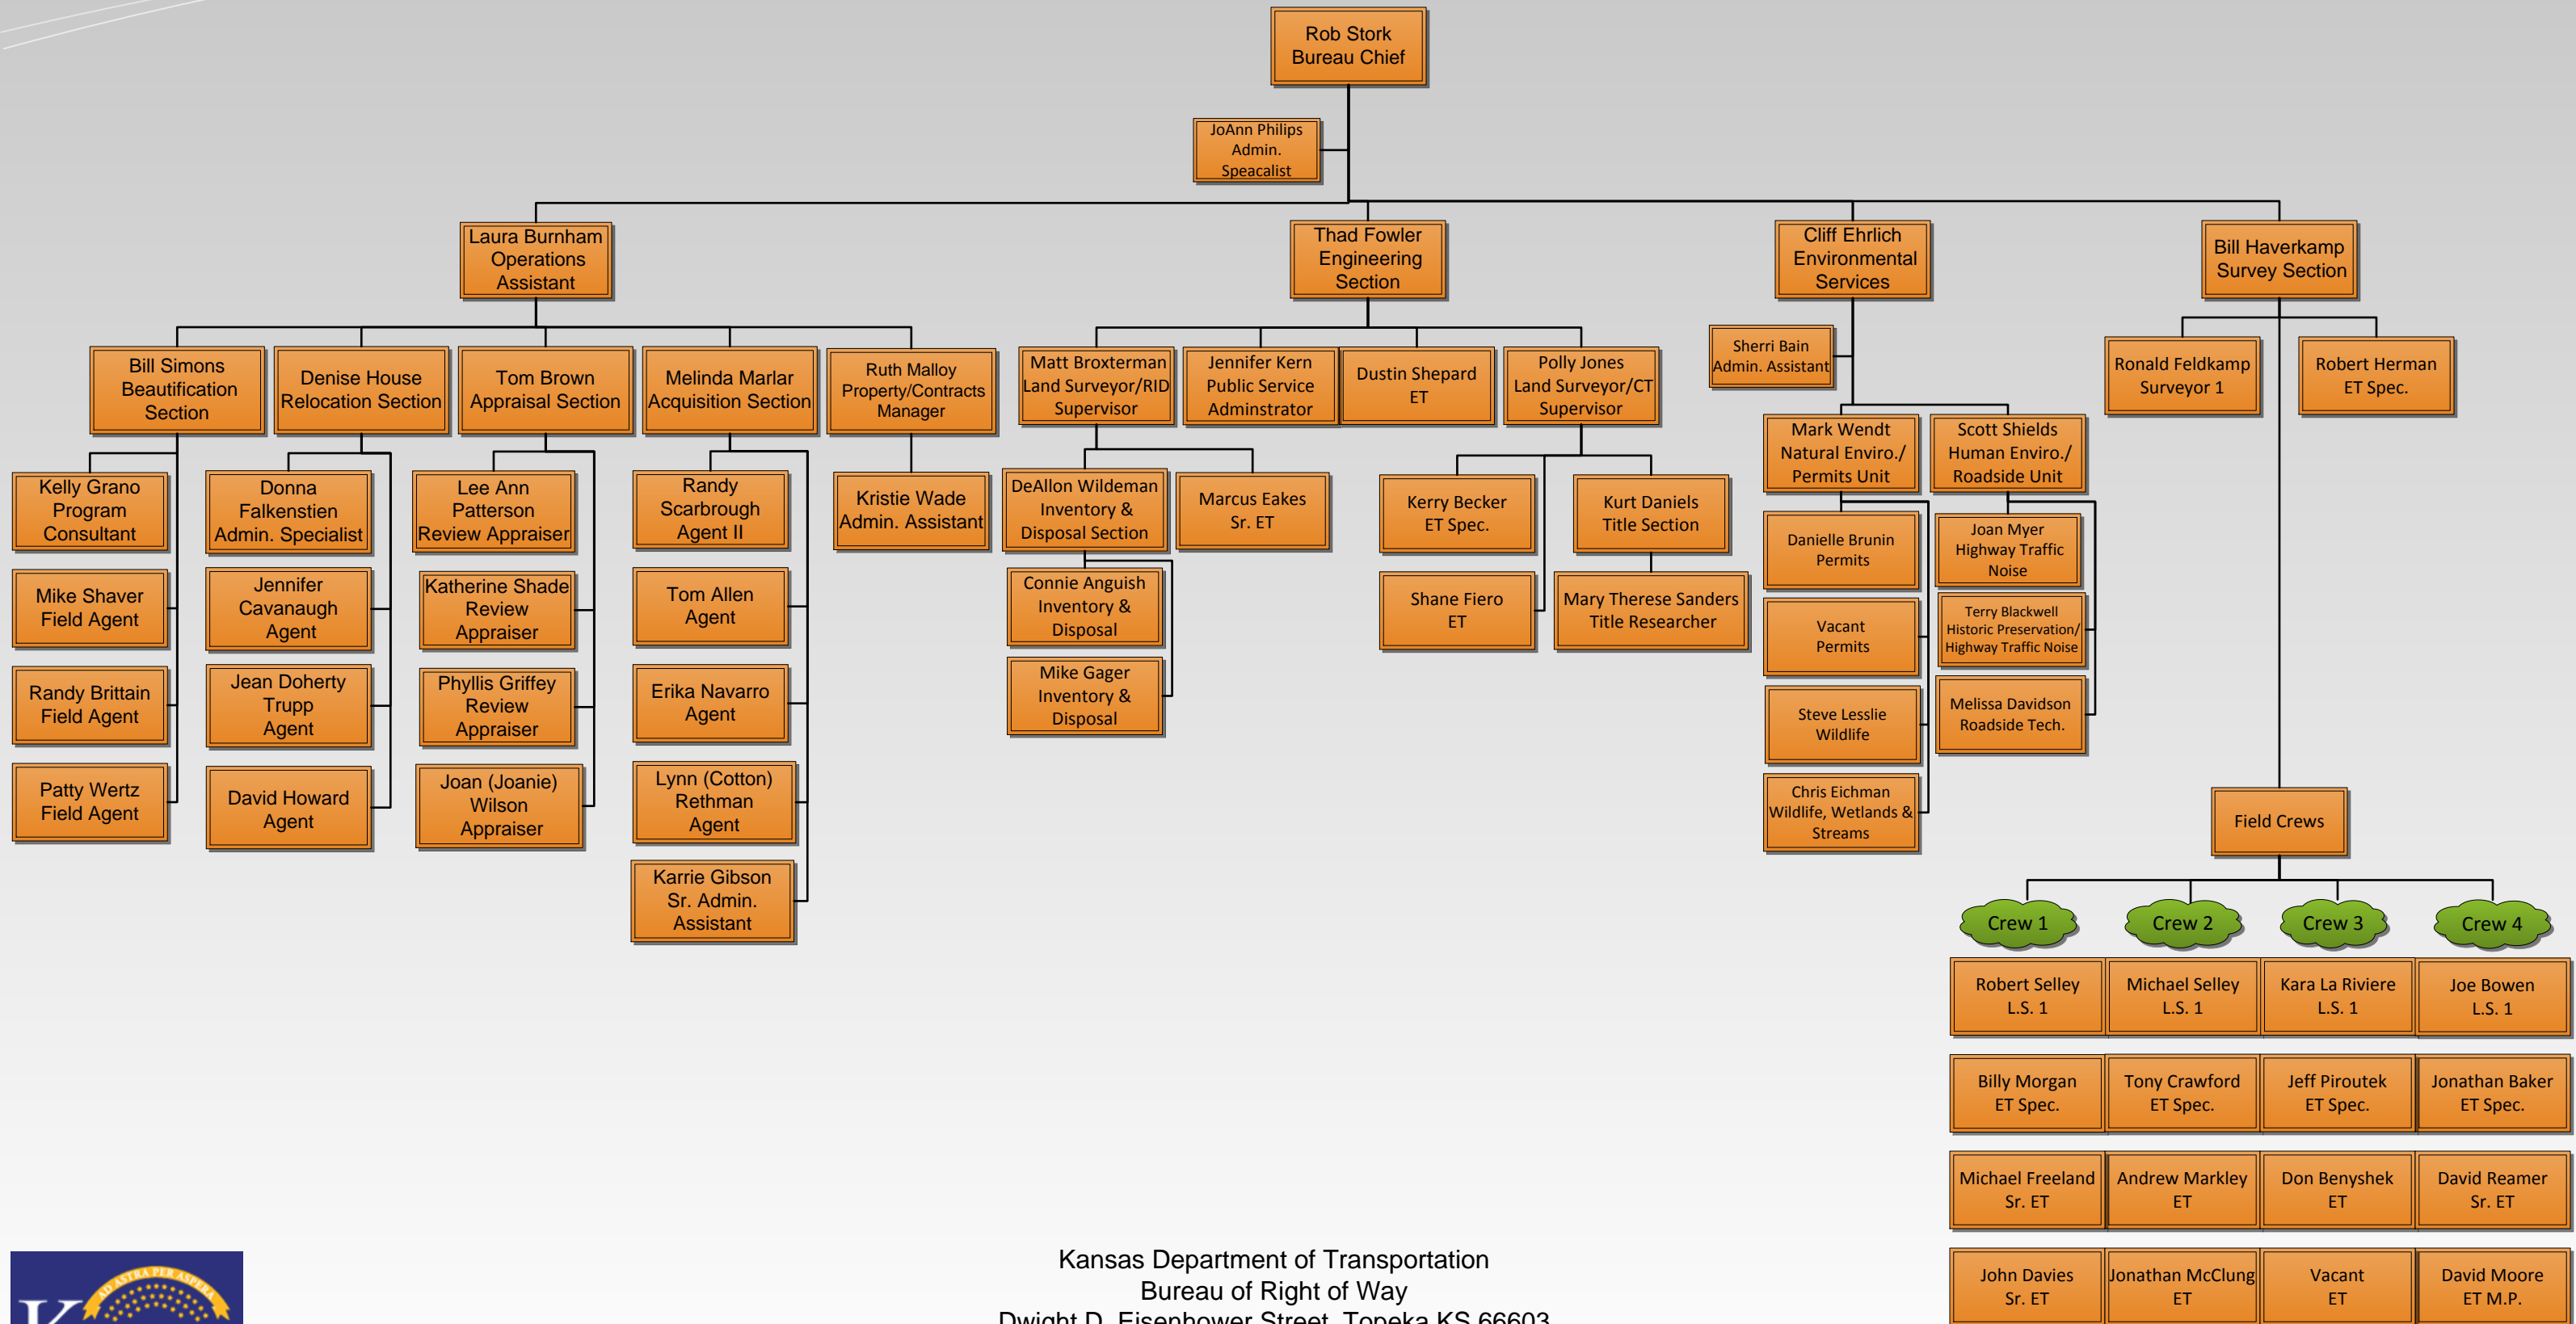 Rob Stork
Bureau Chief
JoAnn Philips
Admin.
Speacalist
Laura Burnham
Operations
Assistant
Thad Fowler
Engineering
Section
Cliff Ehrlich
Environmental
Services
Bill Haverkamp
Survey Section
Bill Simons
Beautification
Section
Denise House
Relocation Section
Tom Brown
Appraisal Section
Melinda Marlar
Acquisition Section
Ruth Malloy
Property/Contracts
Manager
Matt Broxterman
Land Surveyor/RID
Supervisor
Jennifer Kern
Public Service
Adminstrator
Dustin Shepard
ET
Polly Jones
Land Surveyor/CT
Supervisor
Sherri Bain
Admin. Assistant
Ronald Feldkamp
Surveyor 1
Robert Herman
ET Spec.
Mark Wendt
Natural Enviro./
Permits Unit
Scott Shields
Human Enviro./
Roadside Unit
Kelly Grano
Program
Consultant
Mike Shaver
Field Agent
Randy Brittain
Field Agent
Patty Wertz
Field Agent
Donna
Falkenstien
Admin. Specialist
Jennifer
Cavanaugh
Agent
Jean Doherty
Trupp
Agent
David Howard
Agent
Lee Ann
Patterson
Review Appraiser
Katherine Shade
Review
Appraiser
Phyllis Griffey
Review
Appraiser
Joan (Joanie)
Wilson
Appraiser
Randy
Scarbrough
Agent II
Tom Allen
Agent
Erika Navarro
Agent
Lynn (Cotton)
Rethman
Agent
Karrie Gibson
Sr. Admin.
Assistant
Kristie Wade
Admin. Assistant
DeAllon Wildeman
Inventory &
Disposal Section
Marcus Eakes
Sr. ET
Connie Anguish
Inventory &
Disposal
Mike Gager
Inventory &
Disposal
Kerry Becker
ET Spec.
Kurt Daniels
Title Section
Shane Fiero
ET
Mary Therese Sanders
Title Researcher
Danielle Brunin
Permits
Vacant
Permits
Steve Lesslie
Wildlife
Chris Eichman
Wildlife, Wetlands &
Streams
Joan Myer
Highway Traffic
Noise
Terry Blackwell
Historic Preservation/
Highway Traffic Noise
Melissa Davidson
Roadside Tech.
Field Crews
Crew 1
Crew 2
Crew 3
Crew 4
Robert Selley
L.S. 1
Michael Selley
L.S. 1
Kara La Riviere
L.S. 1
Joe Bowen
L.S. 1
Billy Morgan
ET Spec.
Tony Crawford
ET Spec.
Jeff Piroutek
ET Spec.
Jonathan Baker
ET Spec.
Michael Freeland
Sr. ET
Andrew Markley
ET
Don Benyshek
ET
David Reamer
Sr. ET
John Davies
Sr. ET
Jonathan McClung
ET
Vacant
ET
David Moore
ET M.P.
AD ASTRA PER ASPERA
K
Kansas Department of Transportation
Bureau of Right of Way
Dwight D. Eisenhower Street, Topeka KS 66603